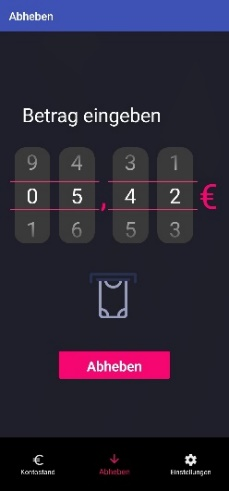 Abheben
Betrag eingeben
9 4 3 1
0 5 , 4 2 €
1 6 5 3
Abheben
€
Kontostand Abheben Einstellungen